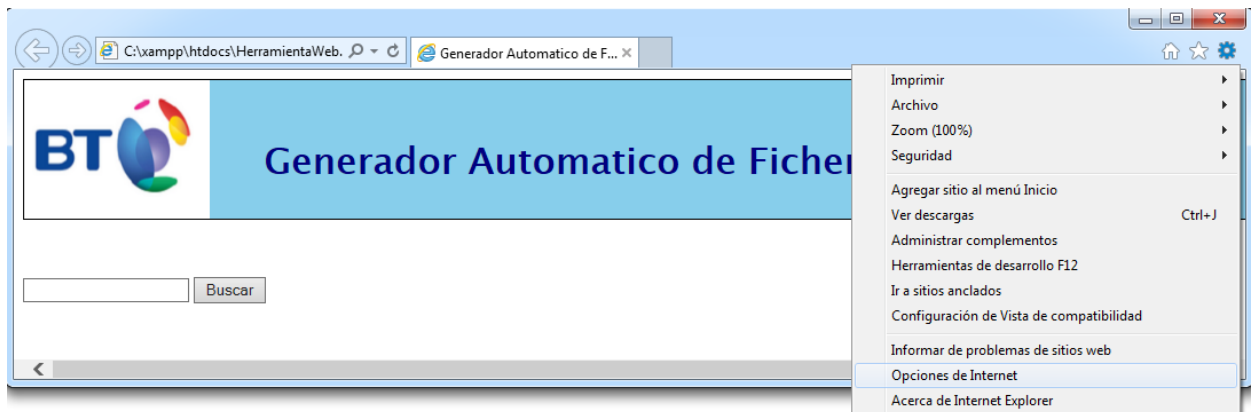 C:\xampp\htdocs\HerramientaWeb.
Generador Automatico de F...
BT
Generador Automatico de Ficher
Buscar
Imprimir
Archivo
Zoom (100%)
Seguridad
Agregar sitio al menú Inicio
Ver descargas Ctrl+J
Administrar complementos
Herramientas de desarrollo F12
Ir a sitios anclados
Configuración de Vista de compatibilidad
Informar de problemas de sitios web
Opciones de Internet
Acerca de Internet Explorer